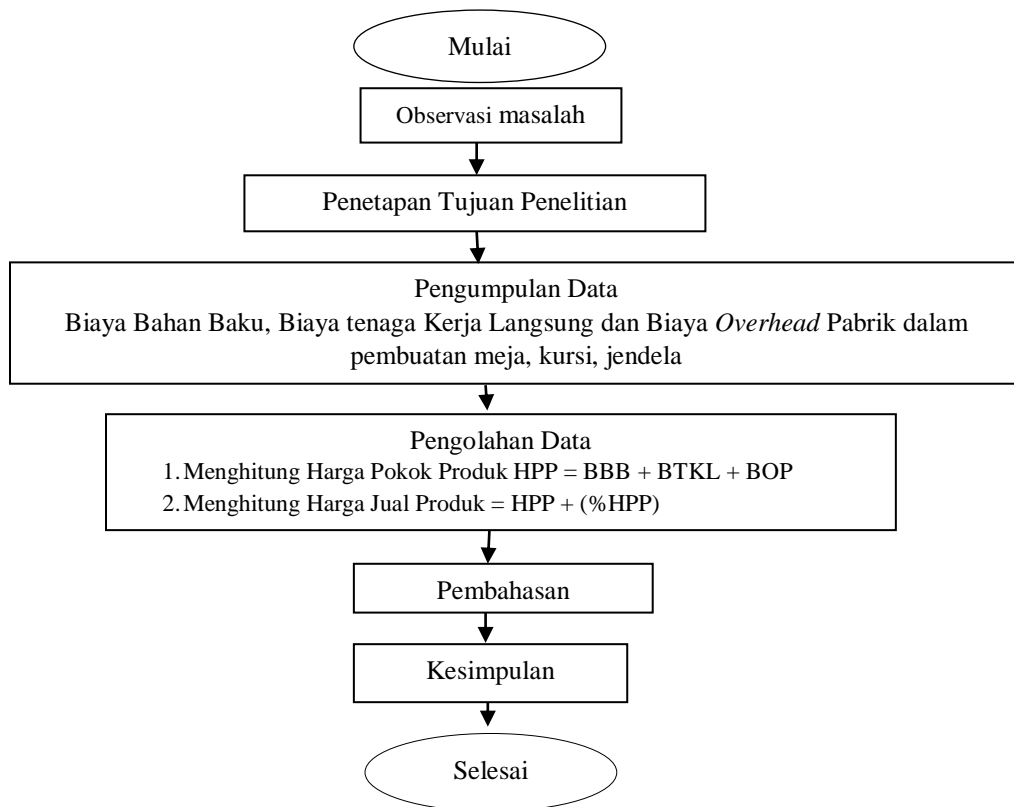 Mulai
Observasi masalah
Penetapan Tujuan Penelitian
Pengumpulan Data
Biaya Bahan Baku, Biaya tenaga Kerja Langsung dan Biaya Overhead Pabrik dalam
pembuatan meja, kursi, jendela
Pengolahan Data
1. Menghitung Harga Pokok Produk HPP = BBB + BTKL + BOP
2. Menghitung Harga Jual Produk = HPP + (%HPP)
Pembahasan
Kesimpulan
Selesai